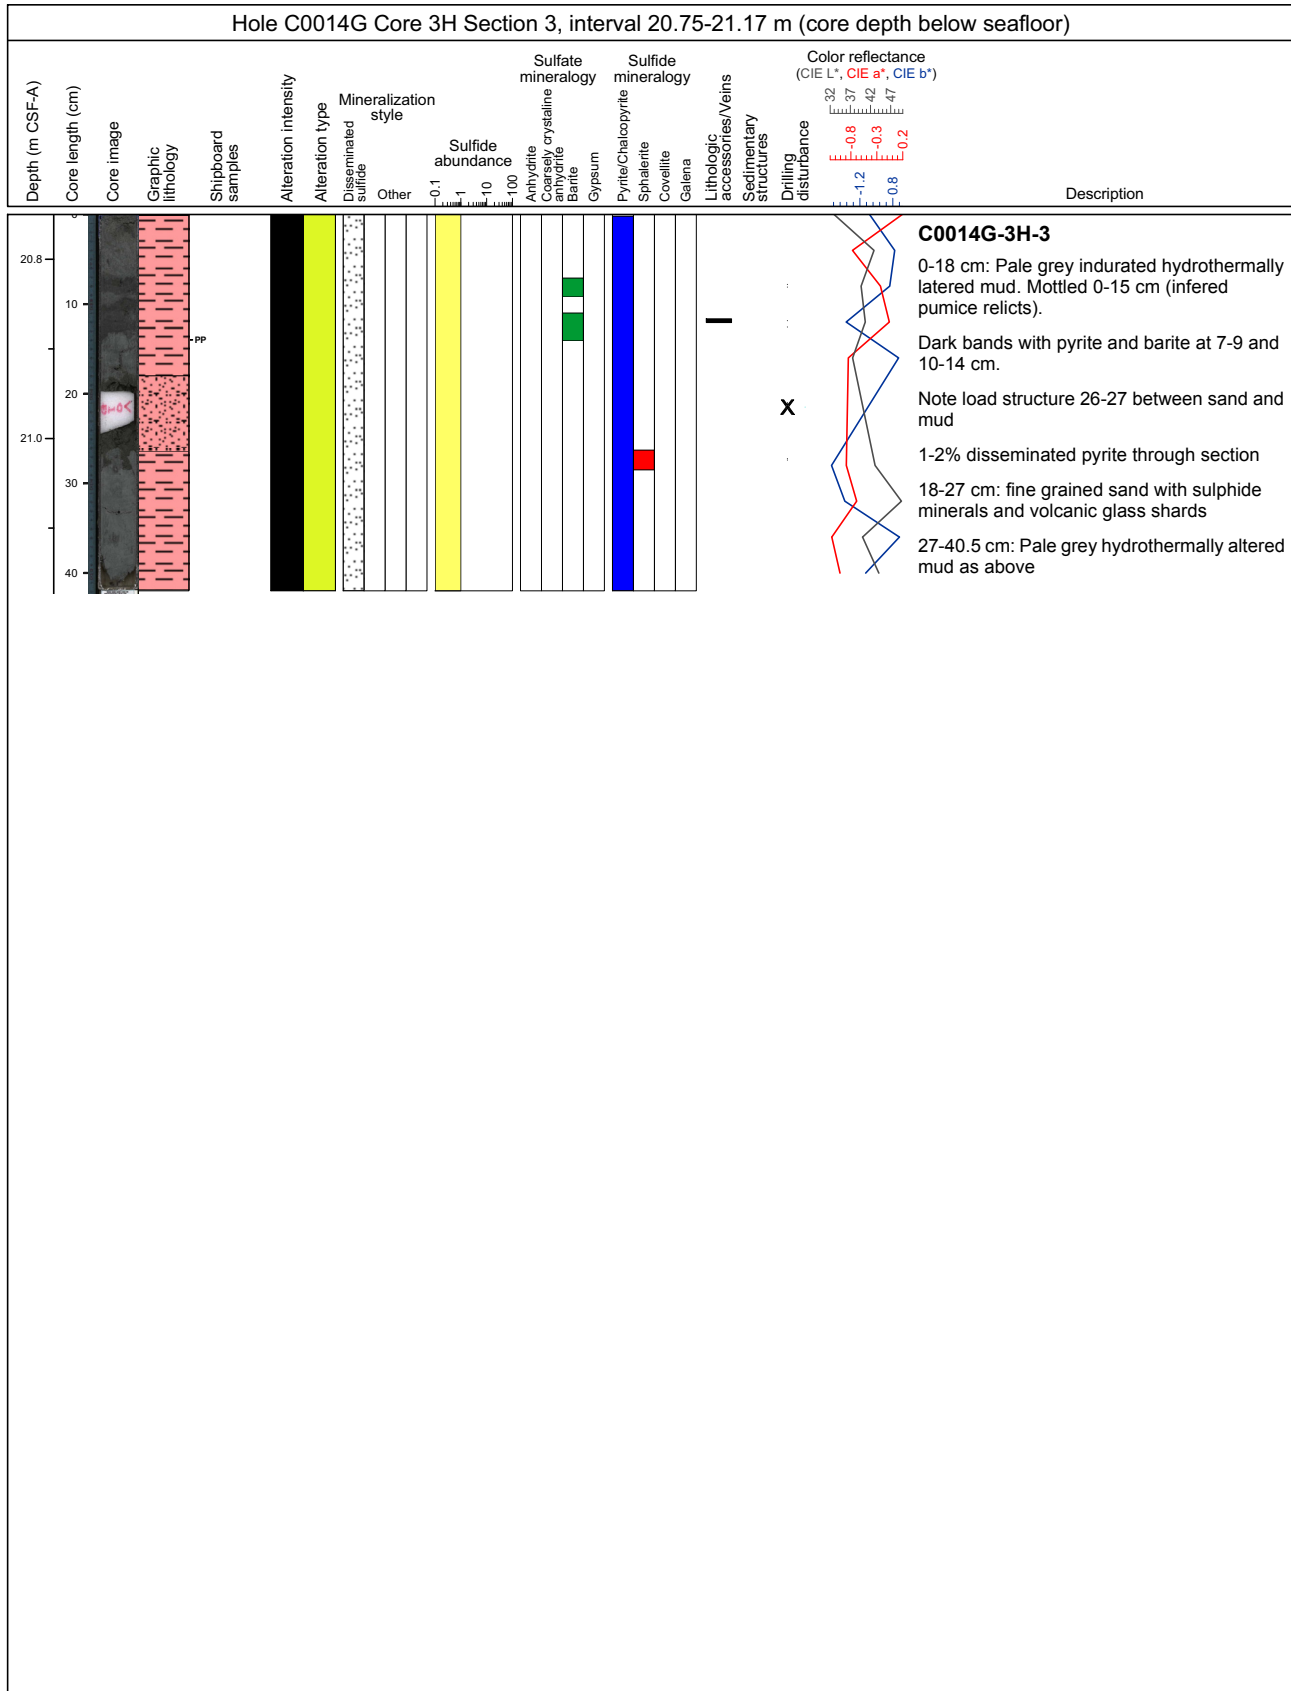 Hole C0014G Core 3H Section 3, interval 20.75-21.17 m (core depth below seafloor)
Depth (m CSF-A)
Core length (cm)
Core image
Graphic
lithology
Shipboard
samples
Alteration intensity
Alteration type
Mineralization
style
Disseminated
sulfide
Other
Sulfide
abundance
0.1
1
10
100
Sulfate
mineralogy
Anhydrite
Coarsely crystaline
anhydrite
Barite
Gypsum
Sulfide
mineralogy
Pyrite/Chalcopyrite
Sphalerite
Covellite
Galena
Lithologic
accessories/Veins
Sedimentary
structures
Drilling
disturbance
Color reflectance
(CIE L*, CIE a*, CIE b*)
32
37
42
47
-0.8
-0.3
0.2
-1.2
0.8
Description
0
20.8
10
PP
20
21.0
30
40
X
C0014G-3H-3
0-18 cm: Pale grey indurated hydrothermally
latered mud. Mottled 0-15 cm (infered
pumice relicts).
Dark bands with pyrite and barite at 7-9 and
10-14 cm.
Note load structure 26-27 between sand and
mud
1-2% disseminated pyrite through section
18-27 cm: fine grained sand with sulphide
minerals and volcanic glass shards
27-40.5 cm: Pale grey hydrothermally altered
mud as above